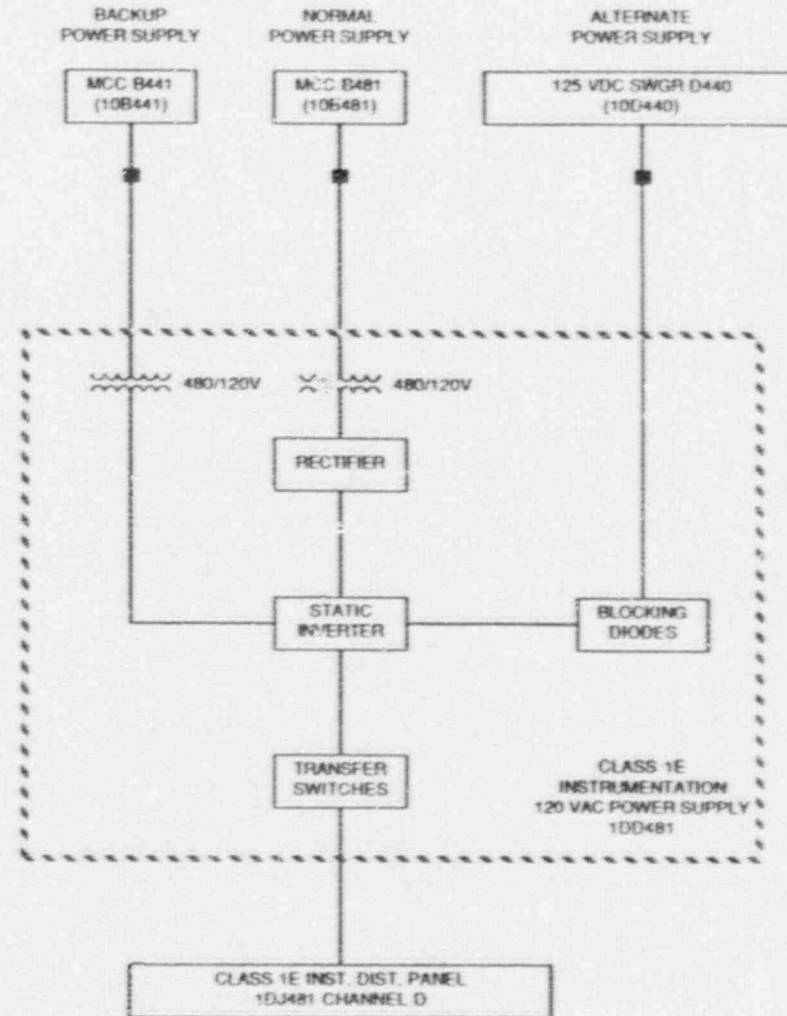 BACKUP
POWER SUPPLY
NORMAL
POWER SUPPLY
ALTERNATE
POWER SUPPLY
MCC B441
(10B441)
MCC B481
(10B481)
125 VDC SWGR D440
(10D440)
480/120V
480/120V
RECTIFIER
STATIC
INVERTER
BLOCKING
DIODES
TRANSFER
SWITCHES
CLASS 1E
INSTRUMENTATION
120 VAC POWER SUPPLY
1DD481
CLASS 1E INST. DIST. PANEL
1DJ481 CHANNEL D